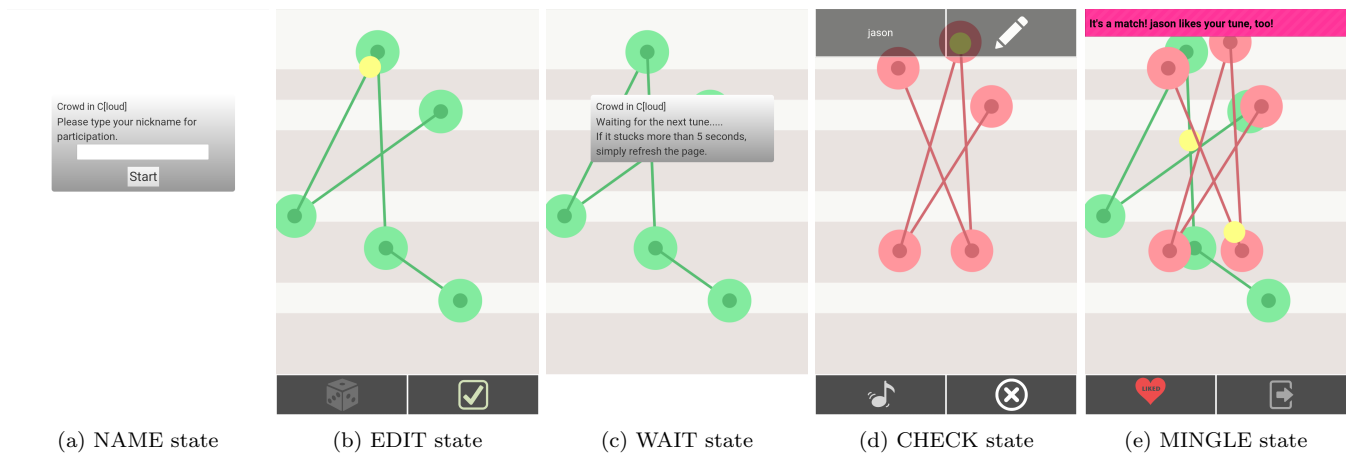 Crowd in C[loud]
Please type your nickname for
participation.
Start
Crowd in C[loud]
Waiting for the next tune.....
If it stucks more than 5 seconds,
simply refresh the page.
jason
It's a match! jason likes your tune, too!
LIKED
(a) NAME state
(b) EDIT state
(c) WAIT state
(d) CHECK state
(e) MINGLE state